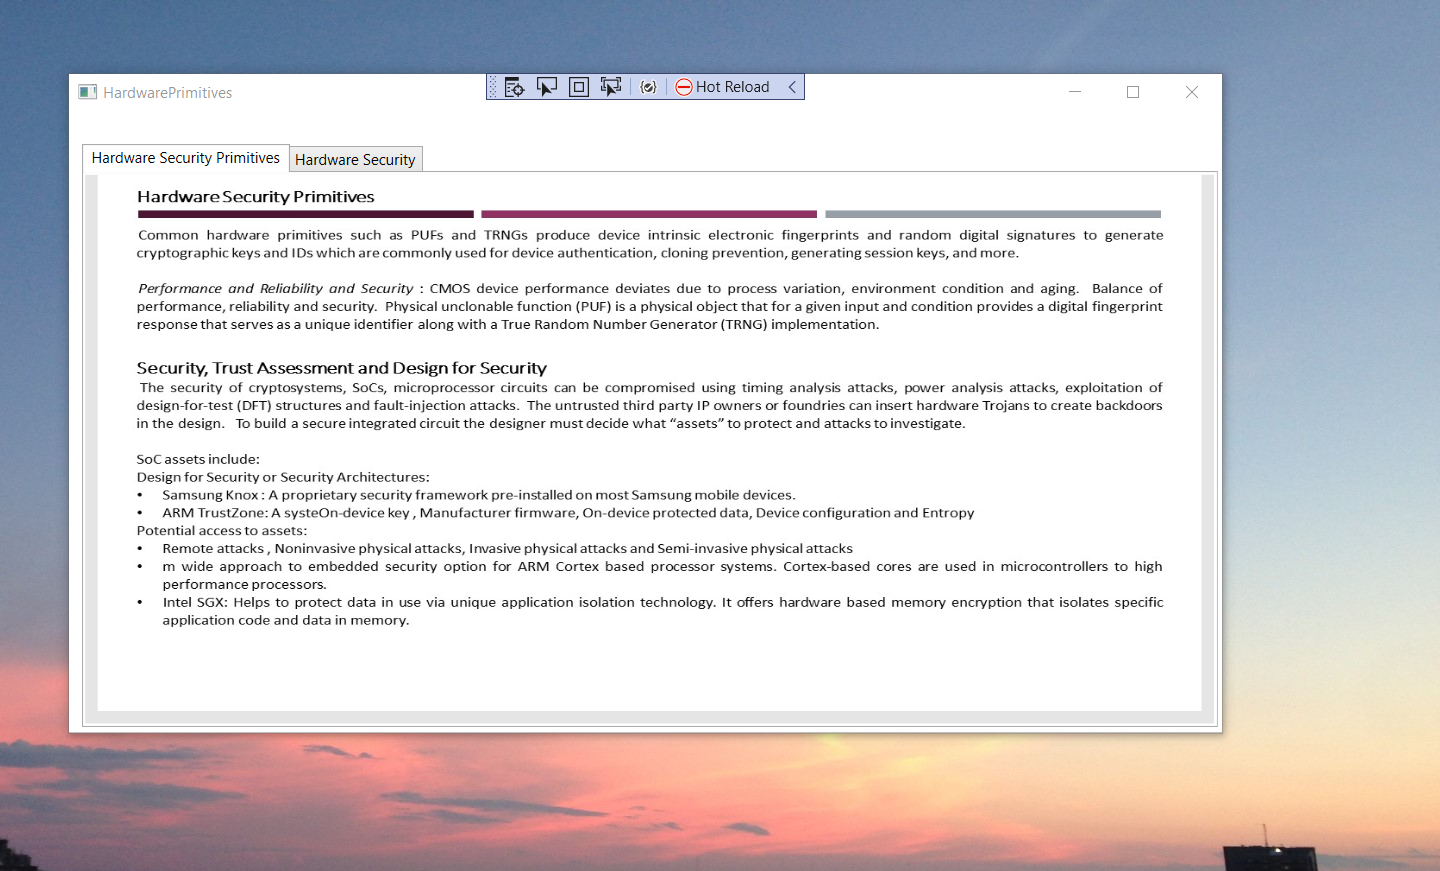 HardwarePrimitives
Hot Reload
Hardware Security Primitives
Hardware Security
Hardware Security Primitives
Common hardware primitives such as PUFs and TRNGs produce device intrinsic electronic fingerprints and random digital signatures to generate
cryptographic keys and IDs which are commonly used for device authentication, cloning prevention, generating session keys, and more.
Performance and Reliability and Security : CMOS device performance deviates due to process variation, environment condition and aging. Balance of
performance, reliability and security. Physical unclonable function (PUF) is a physical object that for a given input and condition provides a digital fingerprint
response that serves as a unique identifier along with a True Random Number Generator (TRNG) implementation.
Security, Trust Assessment and Design for Security
The security of cryptosystems, SoCs, microprocessor circuits can be compromised using timing analysis attacks, power analysis attacks, exploitation of
design-for-test (DFT) structures and fault-injection attacks. The untrusted third party IP owners or foundries can insert hardware Trojans to create backdoors
in the design. To build a secure integrated circuit the designer must decide what “assets” to protect and attacks to investigate.
SoC assets include:
Design for Security or Security Architectures:
• Samsung Knox : A proprietary security framework pre-installed on most Samsung mobile devices.
• ARM TrustZone: A systeOn-device key , Manufacturer firmware, On-device protected data, Device configuration and Entropy
Potential access to assets:
• Remote attacks , Noninvasive physical attacks, Invasive physical attacks and Semi-invasive physical attacks
• m wide approach to embedded security option for ARM Cortex based processor systems. Cortex-based cores are used in microcontrollers to high
performance processors.
• Intel SGX: Helps to protect data in use via unique application isolation technology. It offers hardware based memory encryption that isolates specific
application code and data in memory.